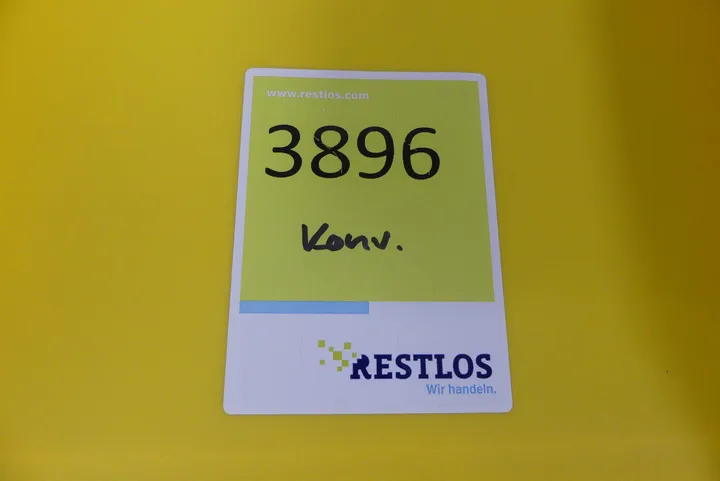 www.restlos.com
3896
Konv.
RESTLOS
Wir handeln.